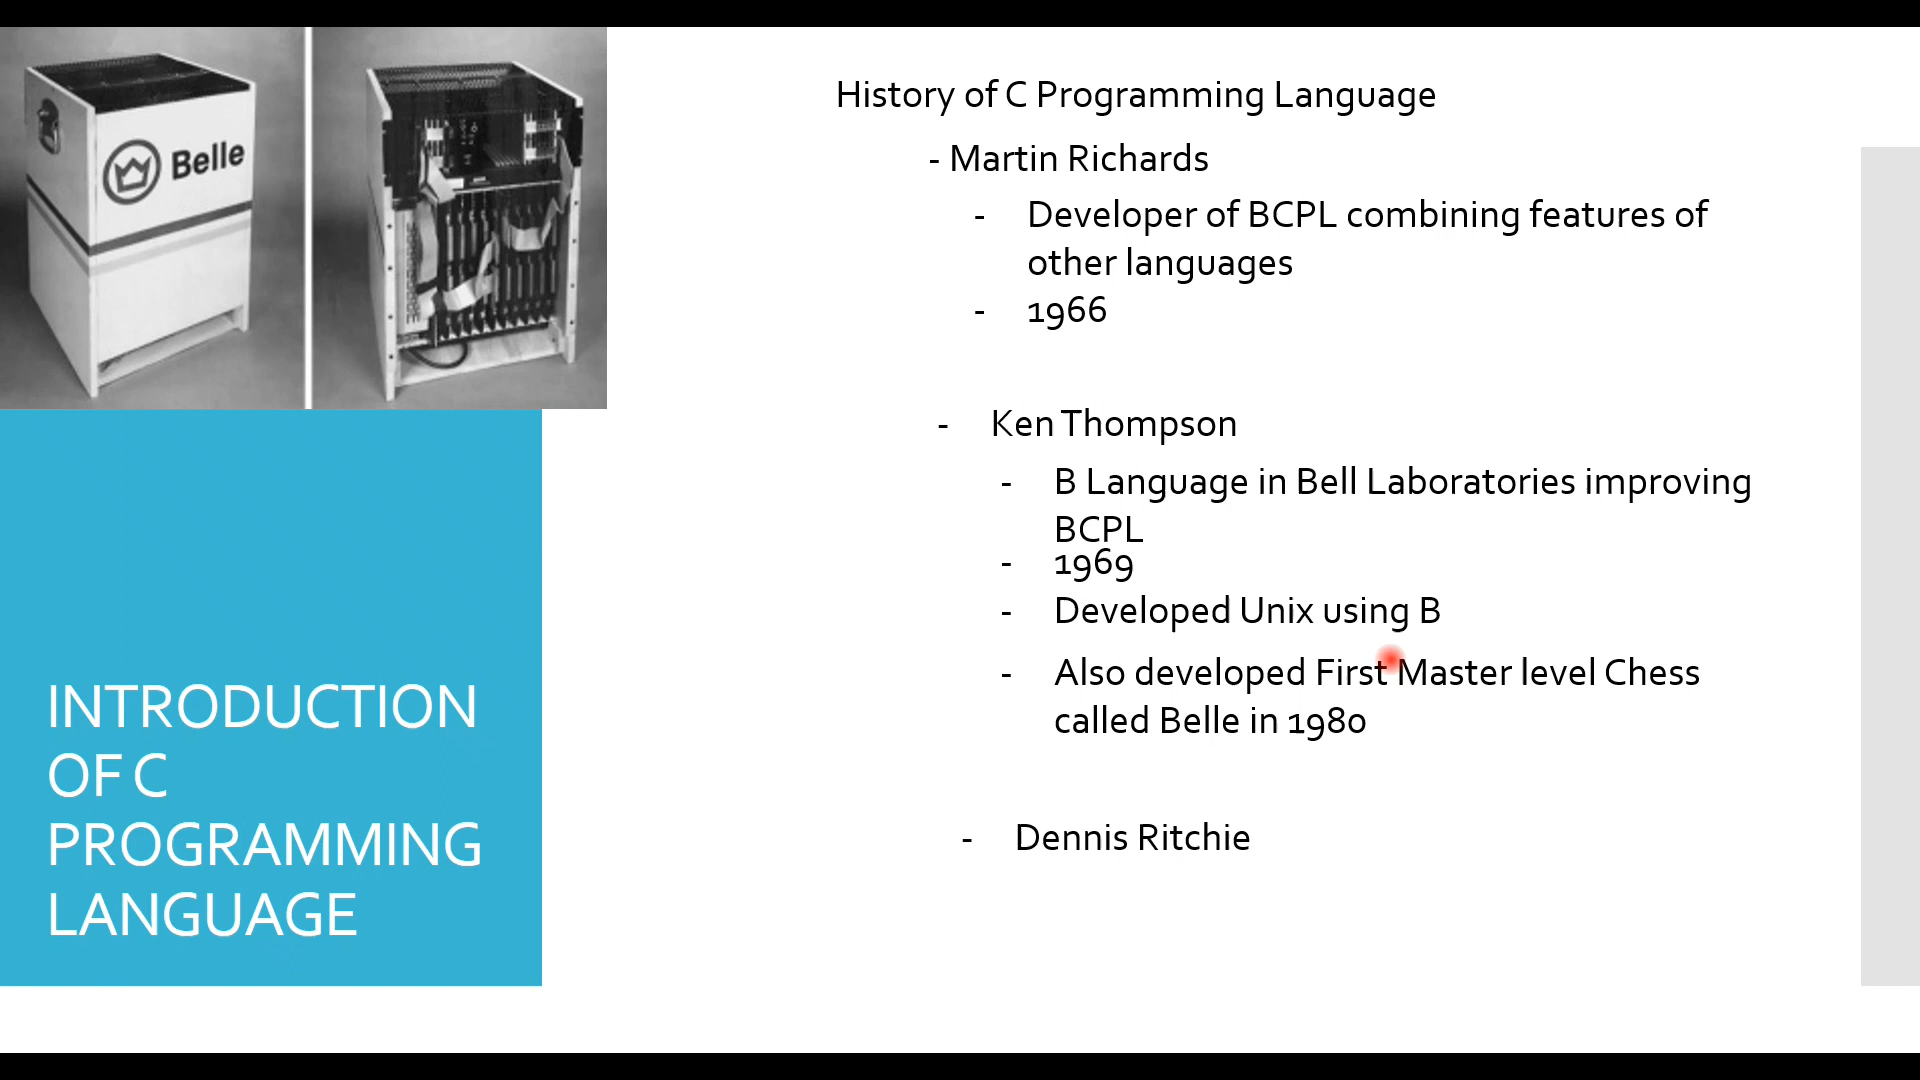 Belle
History of C Programming Language
- Martin Richards
- Developer of BCPL combining features of
other languages
- 1966
- Ken Thompson
- B Language in Bell Laboratories improving
BCPL
- 1969
- Developed Unix using B
- Also developed First Master level Chess
called Belle in 1980
- Dennis Ritchie
INTRODUCTION
OF C
PROGRAMMING
LANGUAGE